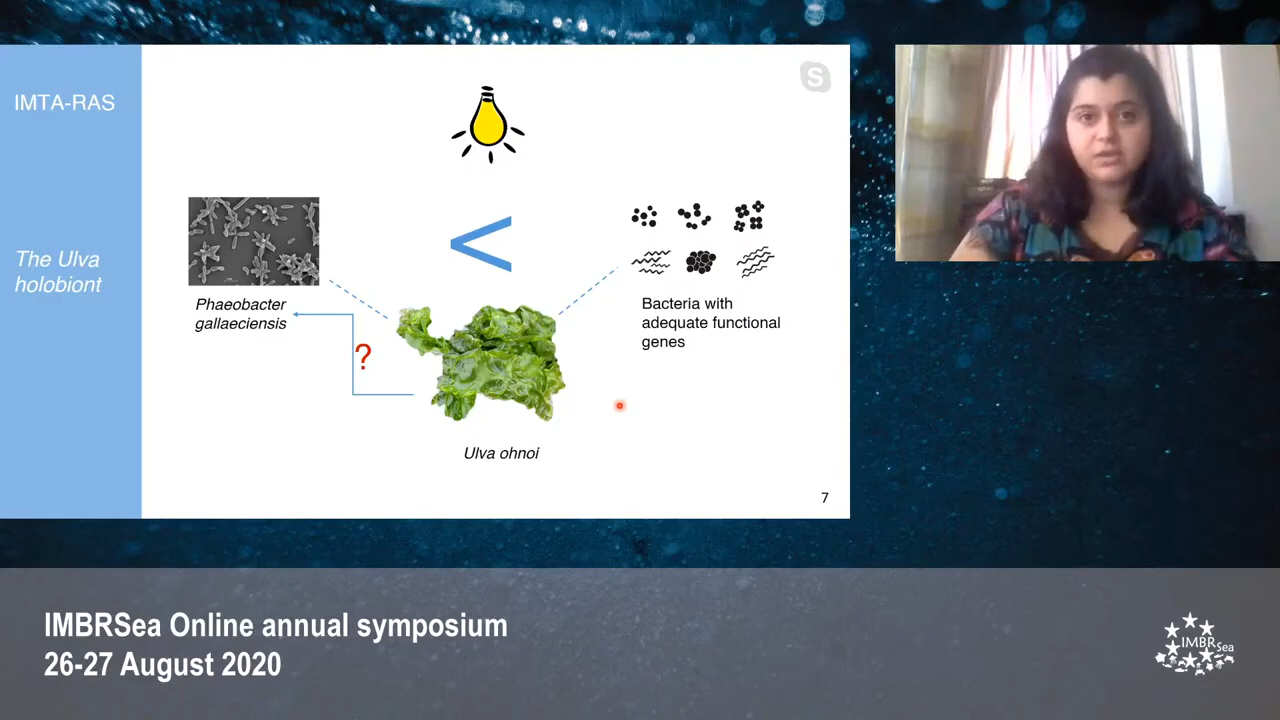 IMTA-RAS
The Ulva
holobiont
S
<
Phaeobacter
gallaeciensis
Bacteria with
adequate functional
genes
?
Ulva ohnoi
7
IMBRSea Online annual symposium
26-27 August 2020
IMBRSea